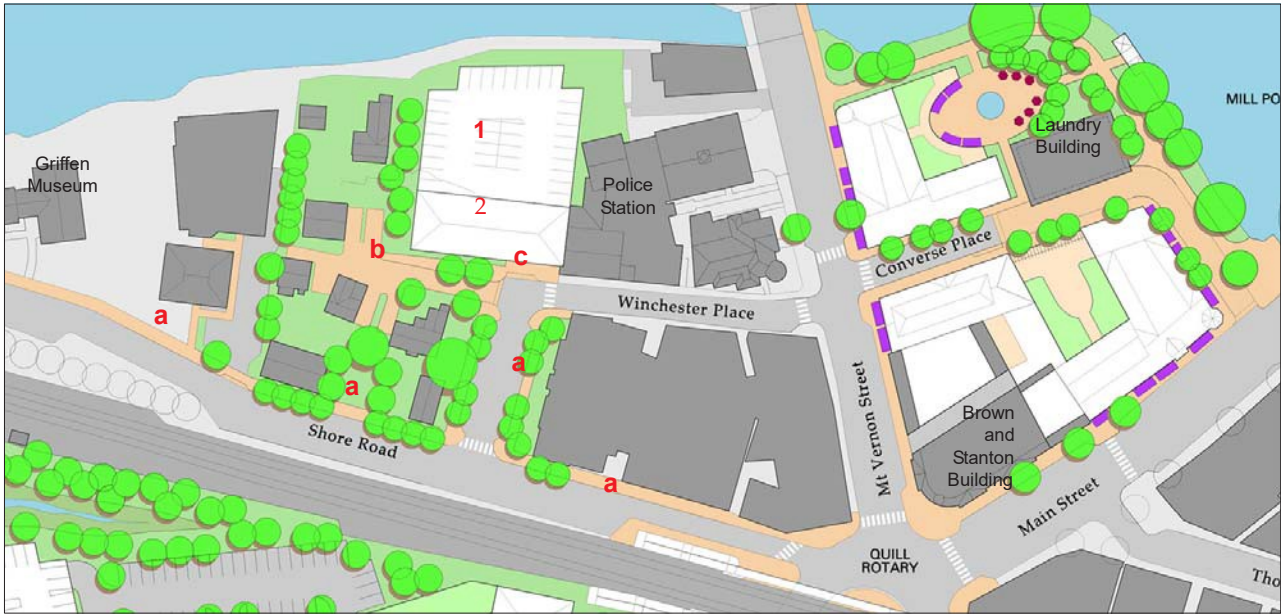 MILL PO
Laundry
Building
1
Griffen
Museum
Police
Station
2
b
c
Converse Place
Winchester Place
a
a
a
Mt Vernon Street
Brown
and
Stanton
Building
Shore Road
a
Main Street
QUILL
ROTARY
Tho